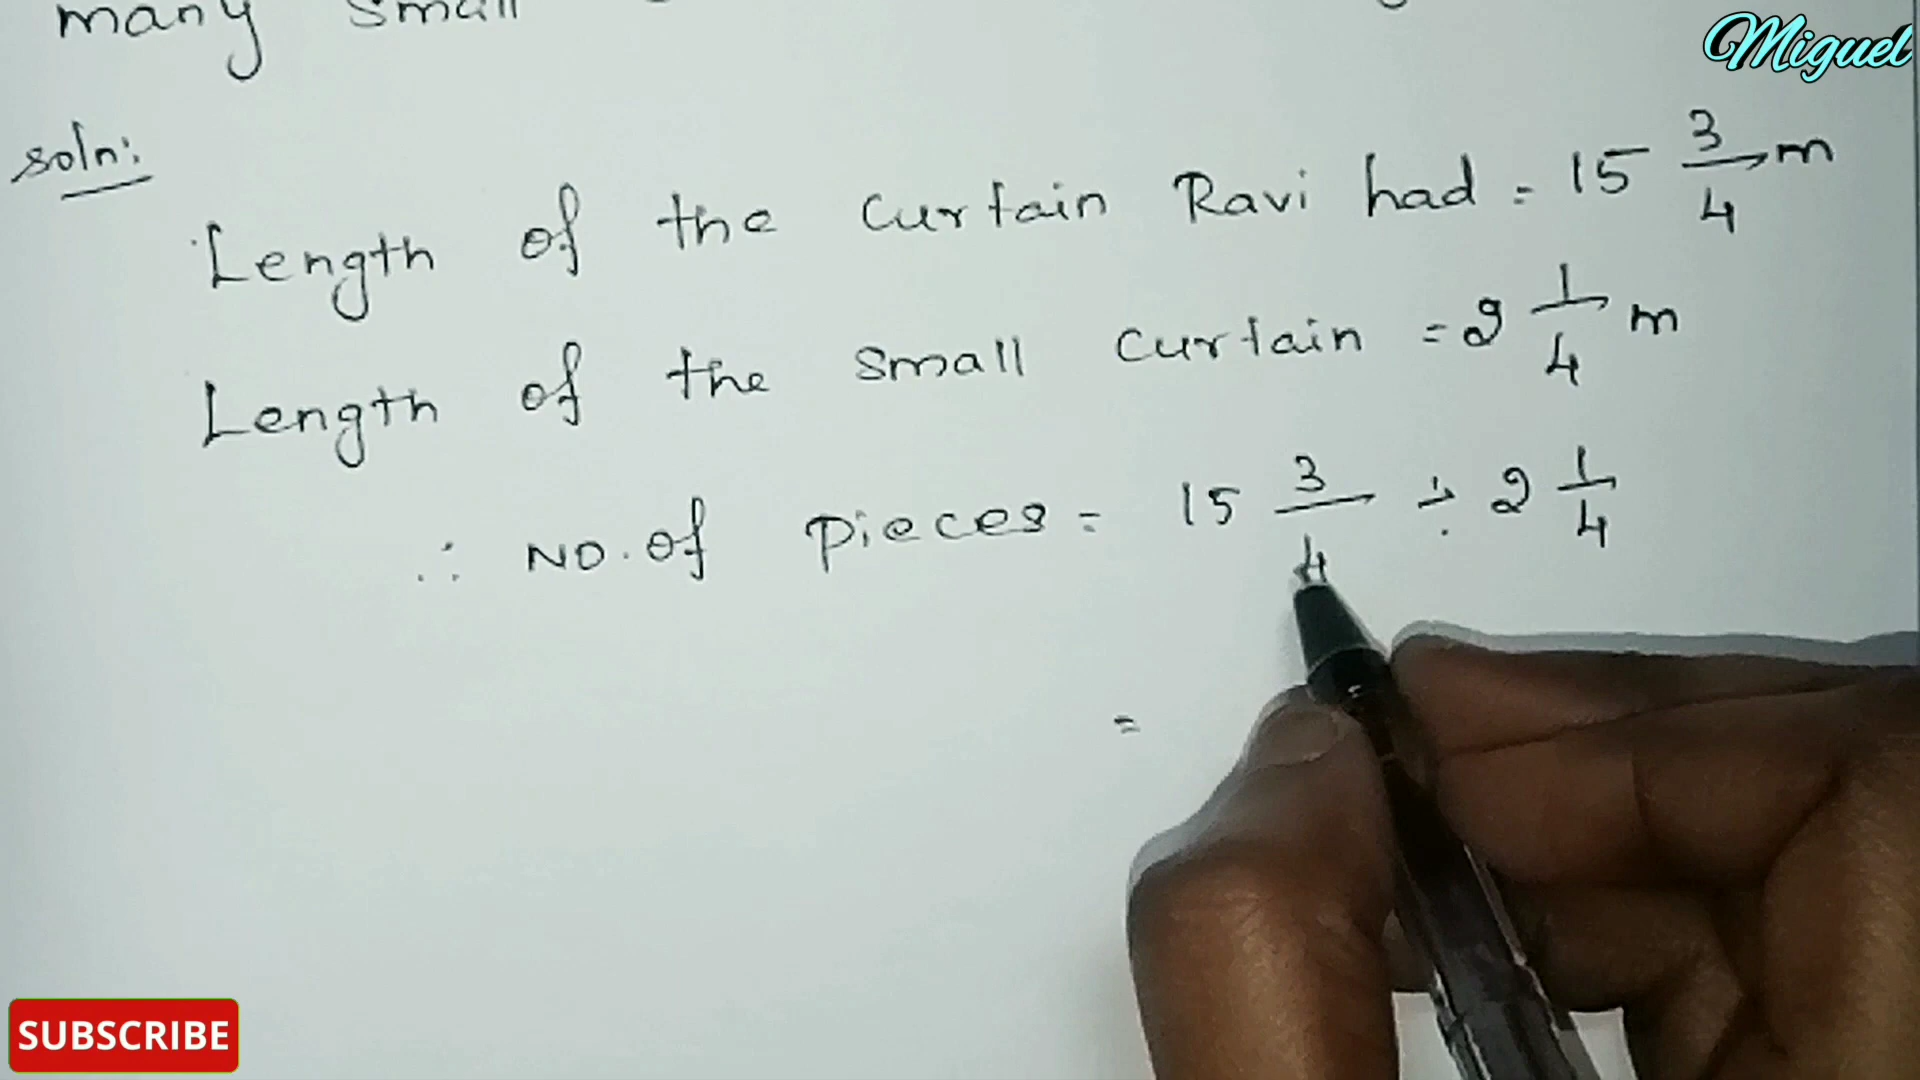 many small
Miguel
soln:
Length of the Curtain Ravi had = 15 3/4 m
Length of the small curtain = 2 1/4 m
∴ No. of pieces = 15 3/4 ÷ 2 1/4
=
SUBSCRIBE